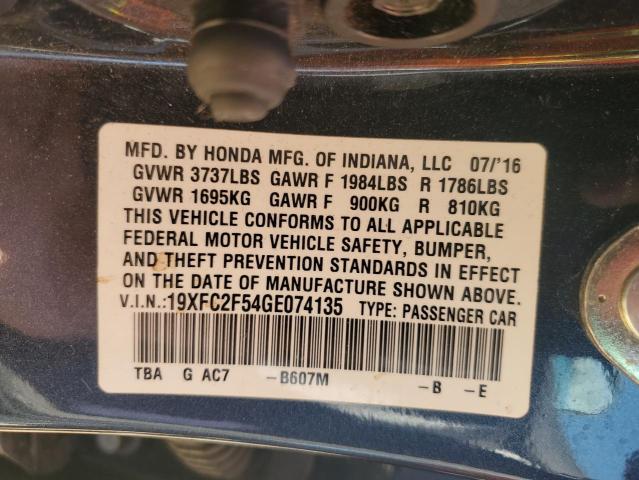 MFD. BY HONDA MFG. OF INDIANA, LLC 07/'16
GVWR 3737LBS GAWR F 1984LBS R 1786LBS
GVWR 1695KG GAWR F 900KG R 810KG
THIS VEHICLE CONFORMS TO ALL APPLICABLE
FEDERAL MOTOR VEHICLE SAFETY, BUMPER,
AND THEFT PREVENTION STANDARDS IN EFFECT
ON THE DATE OF MANUFACTURE SHOWN ABOVE.
V.I.N.:19XFC2F54GE074135 TYPE: PASSENGER CAR
TBA G AC7 -B607M -B -E